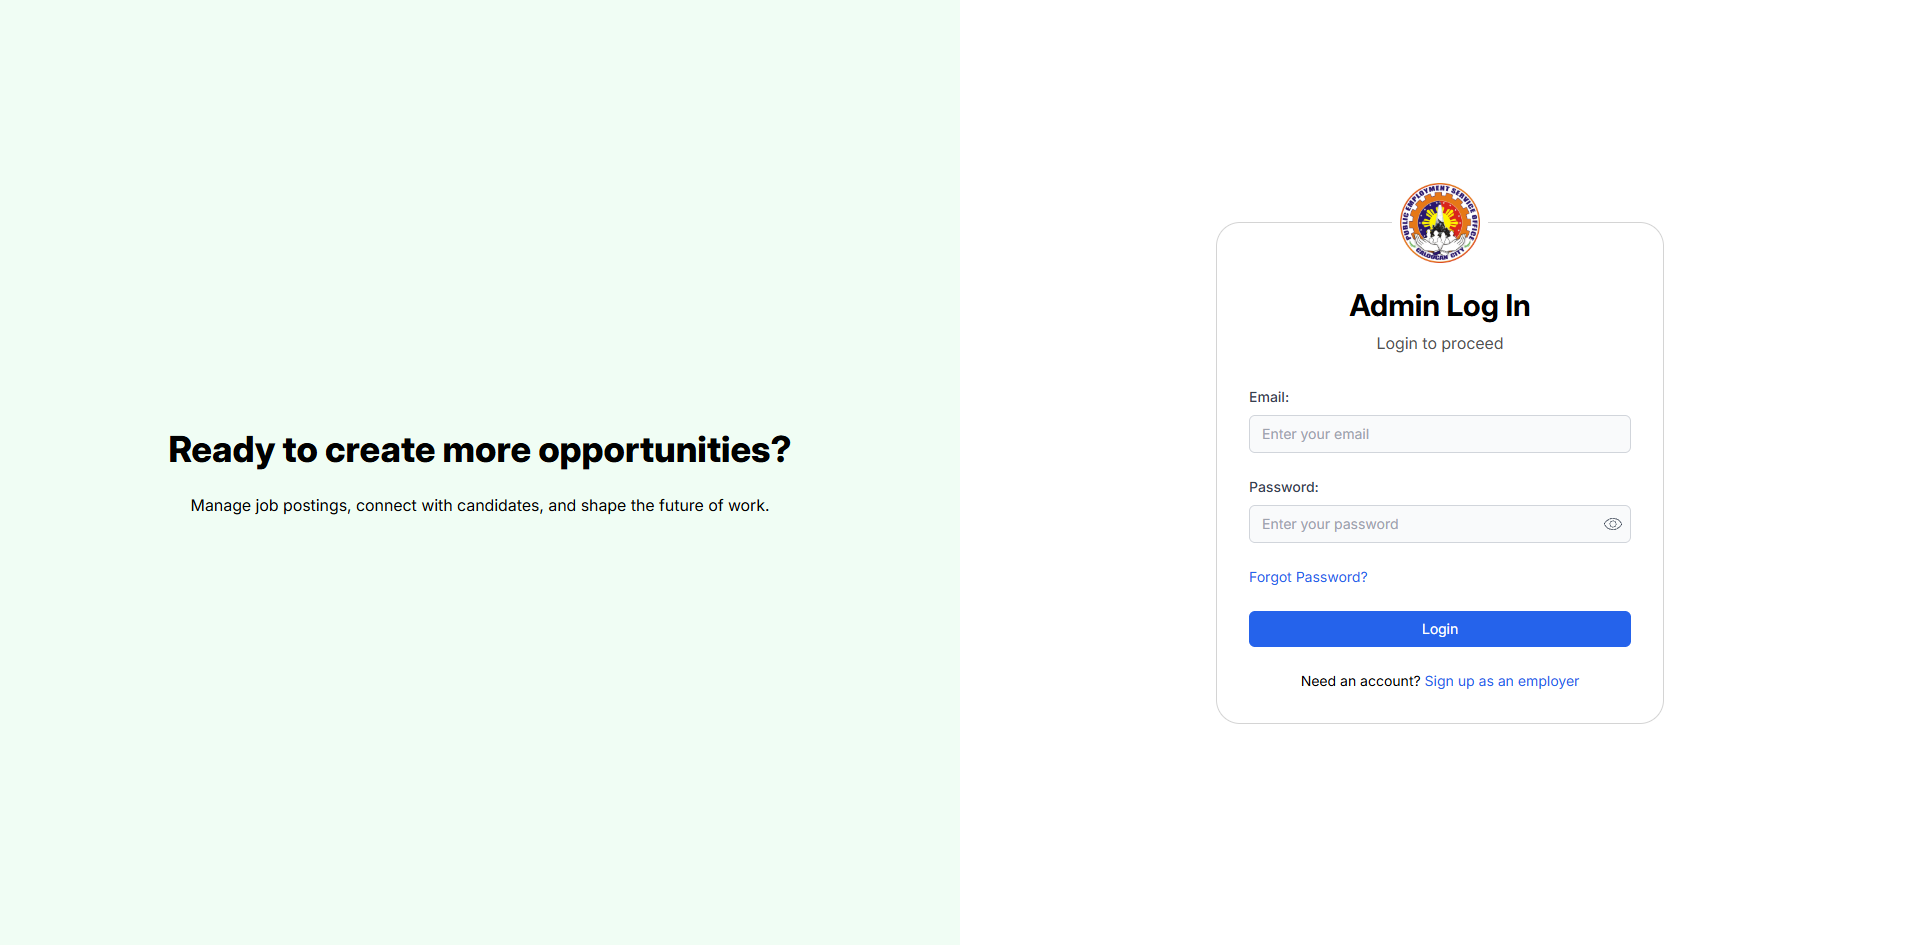 Ready to create more opportunities?
Manage job postings, connect with candidates, and shape the future of work.
PUBLIC EMPLOYMENT SERVICE OFFICE
CALOOCAN CITY
Admin Log In
Login to proceed
Email:
Enter your email
Password:
Enter your password
Forgot Password?
Login
Need an account? Sign up as an employer